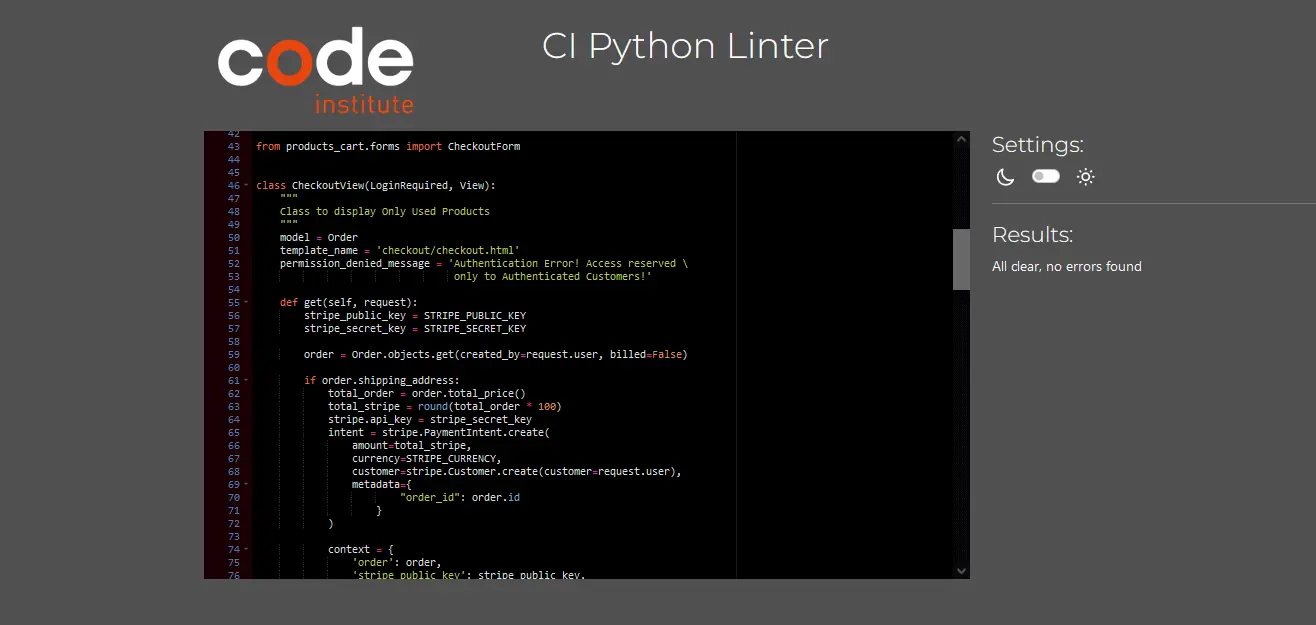 code
institute
CI Python Linter
42
43 from products_cart.forms import CheckoutForm
44
45
46 class CheckoutView(LoginRequired, View):
47     """
48     Class to display Only Used Products
49     """
50     model = Order
51     template_name = 'checkout/checkout.html'
52     permission_denied_message = 'Authentication Error! Access reserved \
53                                  only to Authenticated Customers!'
54
55     def get(self, request):
56         stripe_public_key = STRIPE_PUBLIC_KEY
57         stripe_secret_key = STRIPE_SECRET_KEY
58
59         order = Order.objects.get(created_by=request.user, billed=False)
60
61         if order.shipping_address:
62             total_order = order.total_price()
63             total_stripe = round(total_order * 100)
64             stripe.api_key = stripe_secret_key
65             intent = stripe.PaymentIntent.create(
66                 amount=total_stripe,
67                 currency=STRIPE_CURRENCY,
68                 customer=stripe.Customer.create(customer=request.user),
69                 metadata={
70                         "order_id": order.id
71                     }
72             )
73
74             context = {
75                 'order': order,
76                 'stripe_public_key': stripe_public_key,
Settings:
Results:
All clear, no errors found